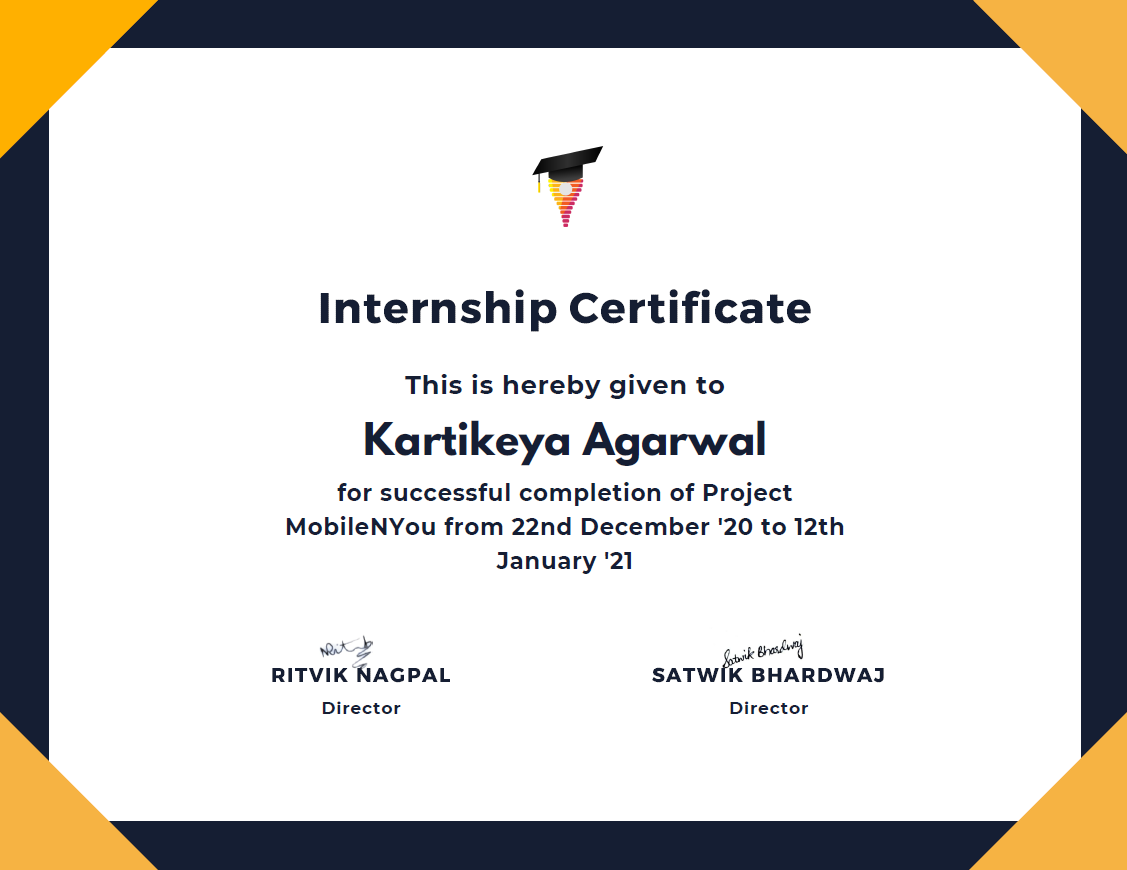 Internship Certificate
This is hereby given to
Kartikeya Agarwal
for successful completion of Project
MobileNYou from 22nd December '20 to 12th
January '21
Satwik Bhardwaj
RITVIK NAGPAL SATWIK BHARDWAJ
Director Director